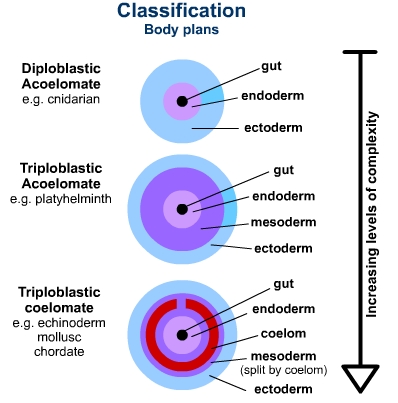 Classification
Body plans
Diploblastic
Acoelomate
e.g. cnidarian
gut
endoderm
ectoderm
Triploblastic
Acoelomate
e.g. platyhelminth
gut
endoderm
mesoderm
ectoderm
Triploblastic
coelomate
e.g. echinoderm
mollusc
chordate
gut
endoderm
coelom
mesoderm
(split by coelom)
ectoderm
Increasing levels of complexity